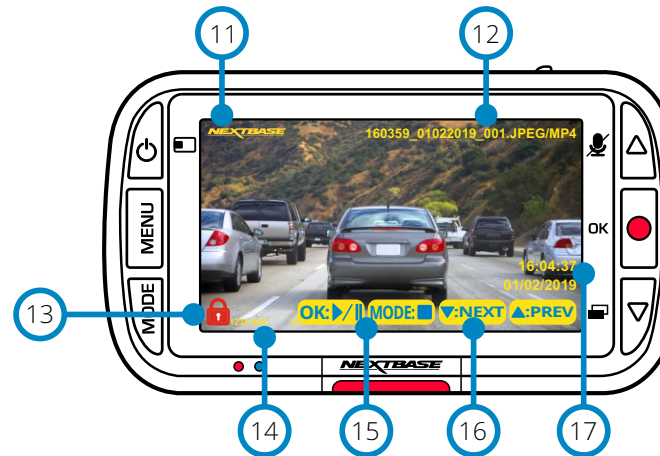 11
12
NEXTBASE
160359_01022019_001.JPEG/MP4
MENU
OK
16:04:37
01/02/2019
13
MODE
OK: ▶/II
MODE: ■
▼:NEXT
▲:PREV
NEXTBASE
14
15
16
17